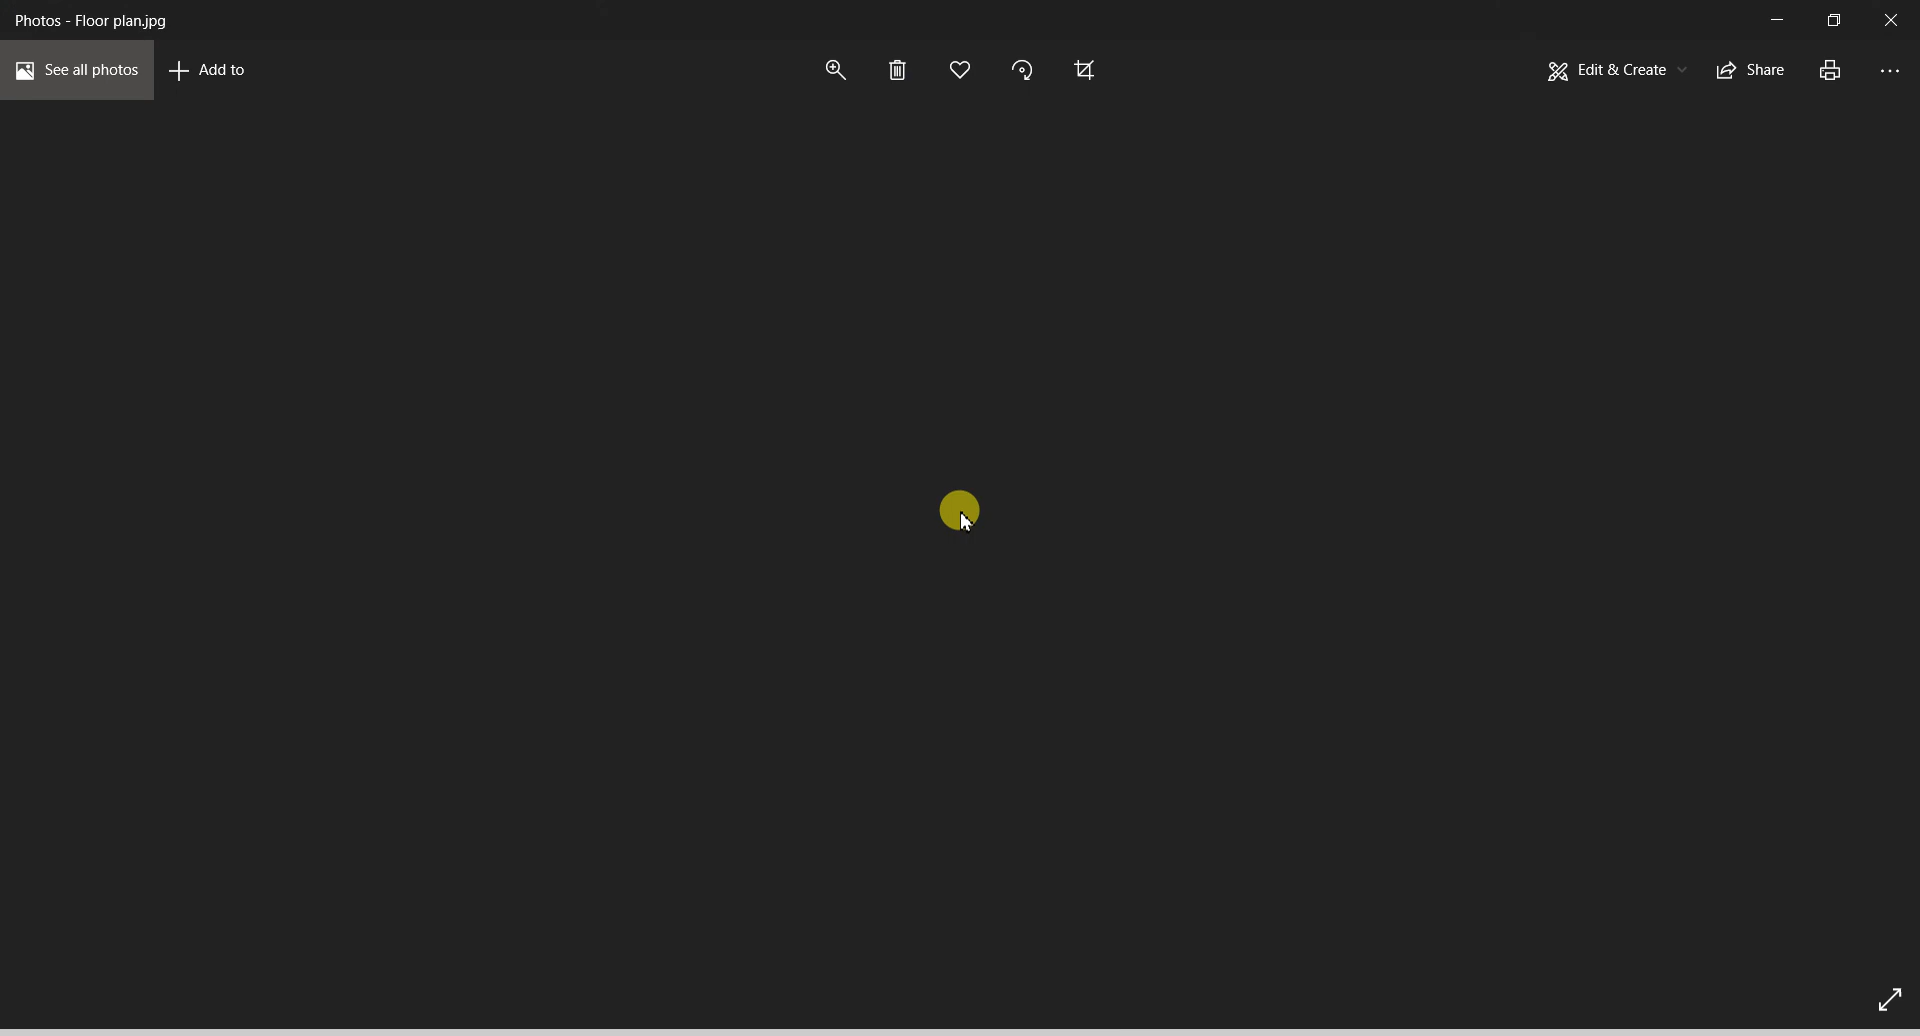 Photos - Floor plan.jpg
See all photos
Add to
Edit & Create
Share